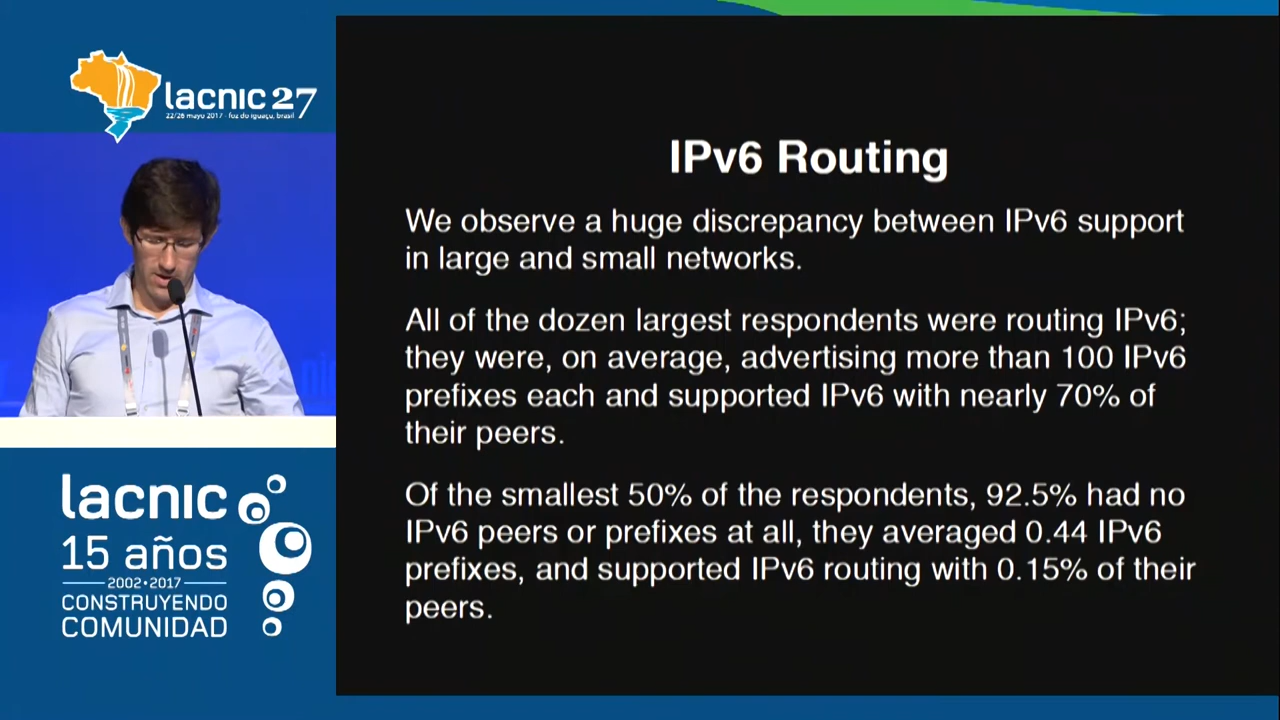 lacnic 27
22/26 mayo 2017 - foz do iguaçu, brasil
lacnic
15 años
2002•2017
CONSTRUYENDO
COMUNIDAD
IPv6 Routing
We observe a huge discrepancy between IPv6 support
in large and small networks.
All of the dozen largest respondents were routing IPv6;
they were, on average, advertising more than 100 IPv6
prefixes each and supported IPv6 with nearly 70% of
their peers.
Of the smallest 50% of the respondents, 92.5% had no
IPv6 peers or prefixes at all, they averaged 0.44 IPv6
prefixes, and supported IPv6 routing with 0.15% of their
peers.